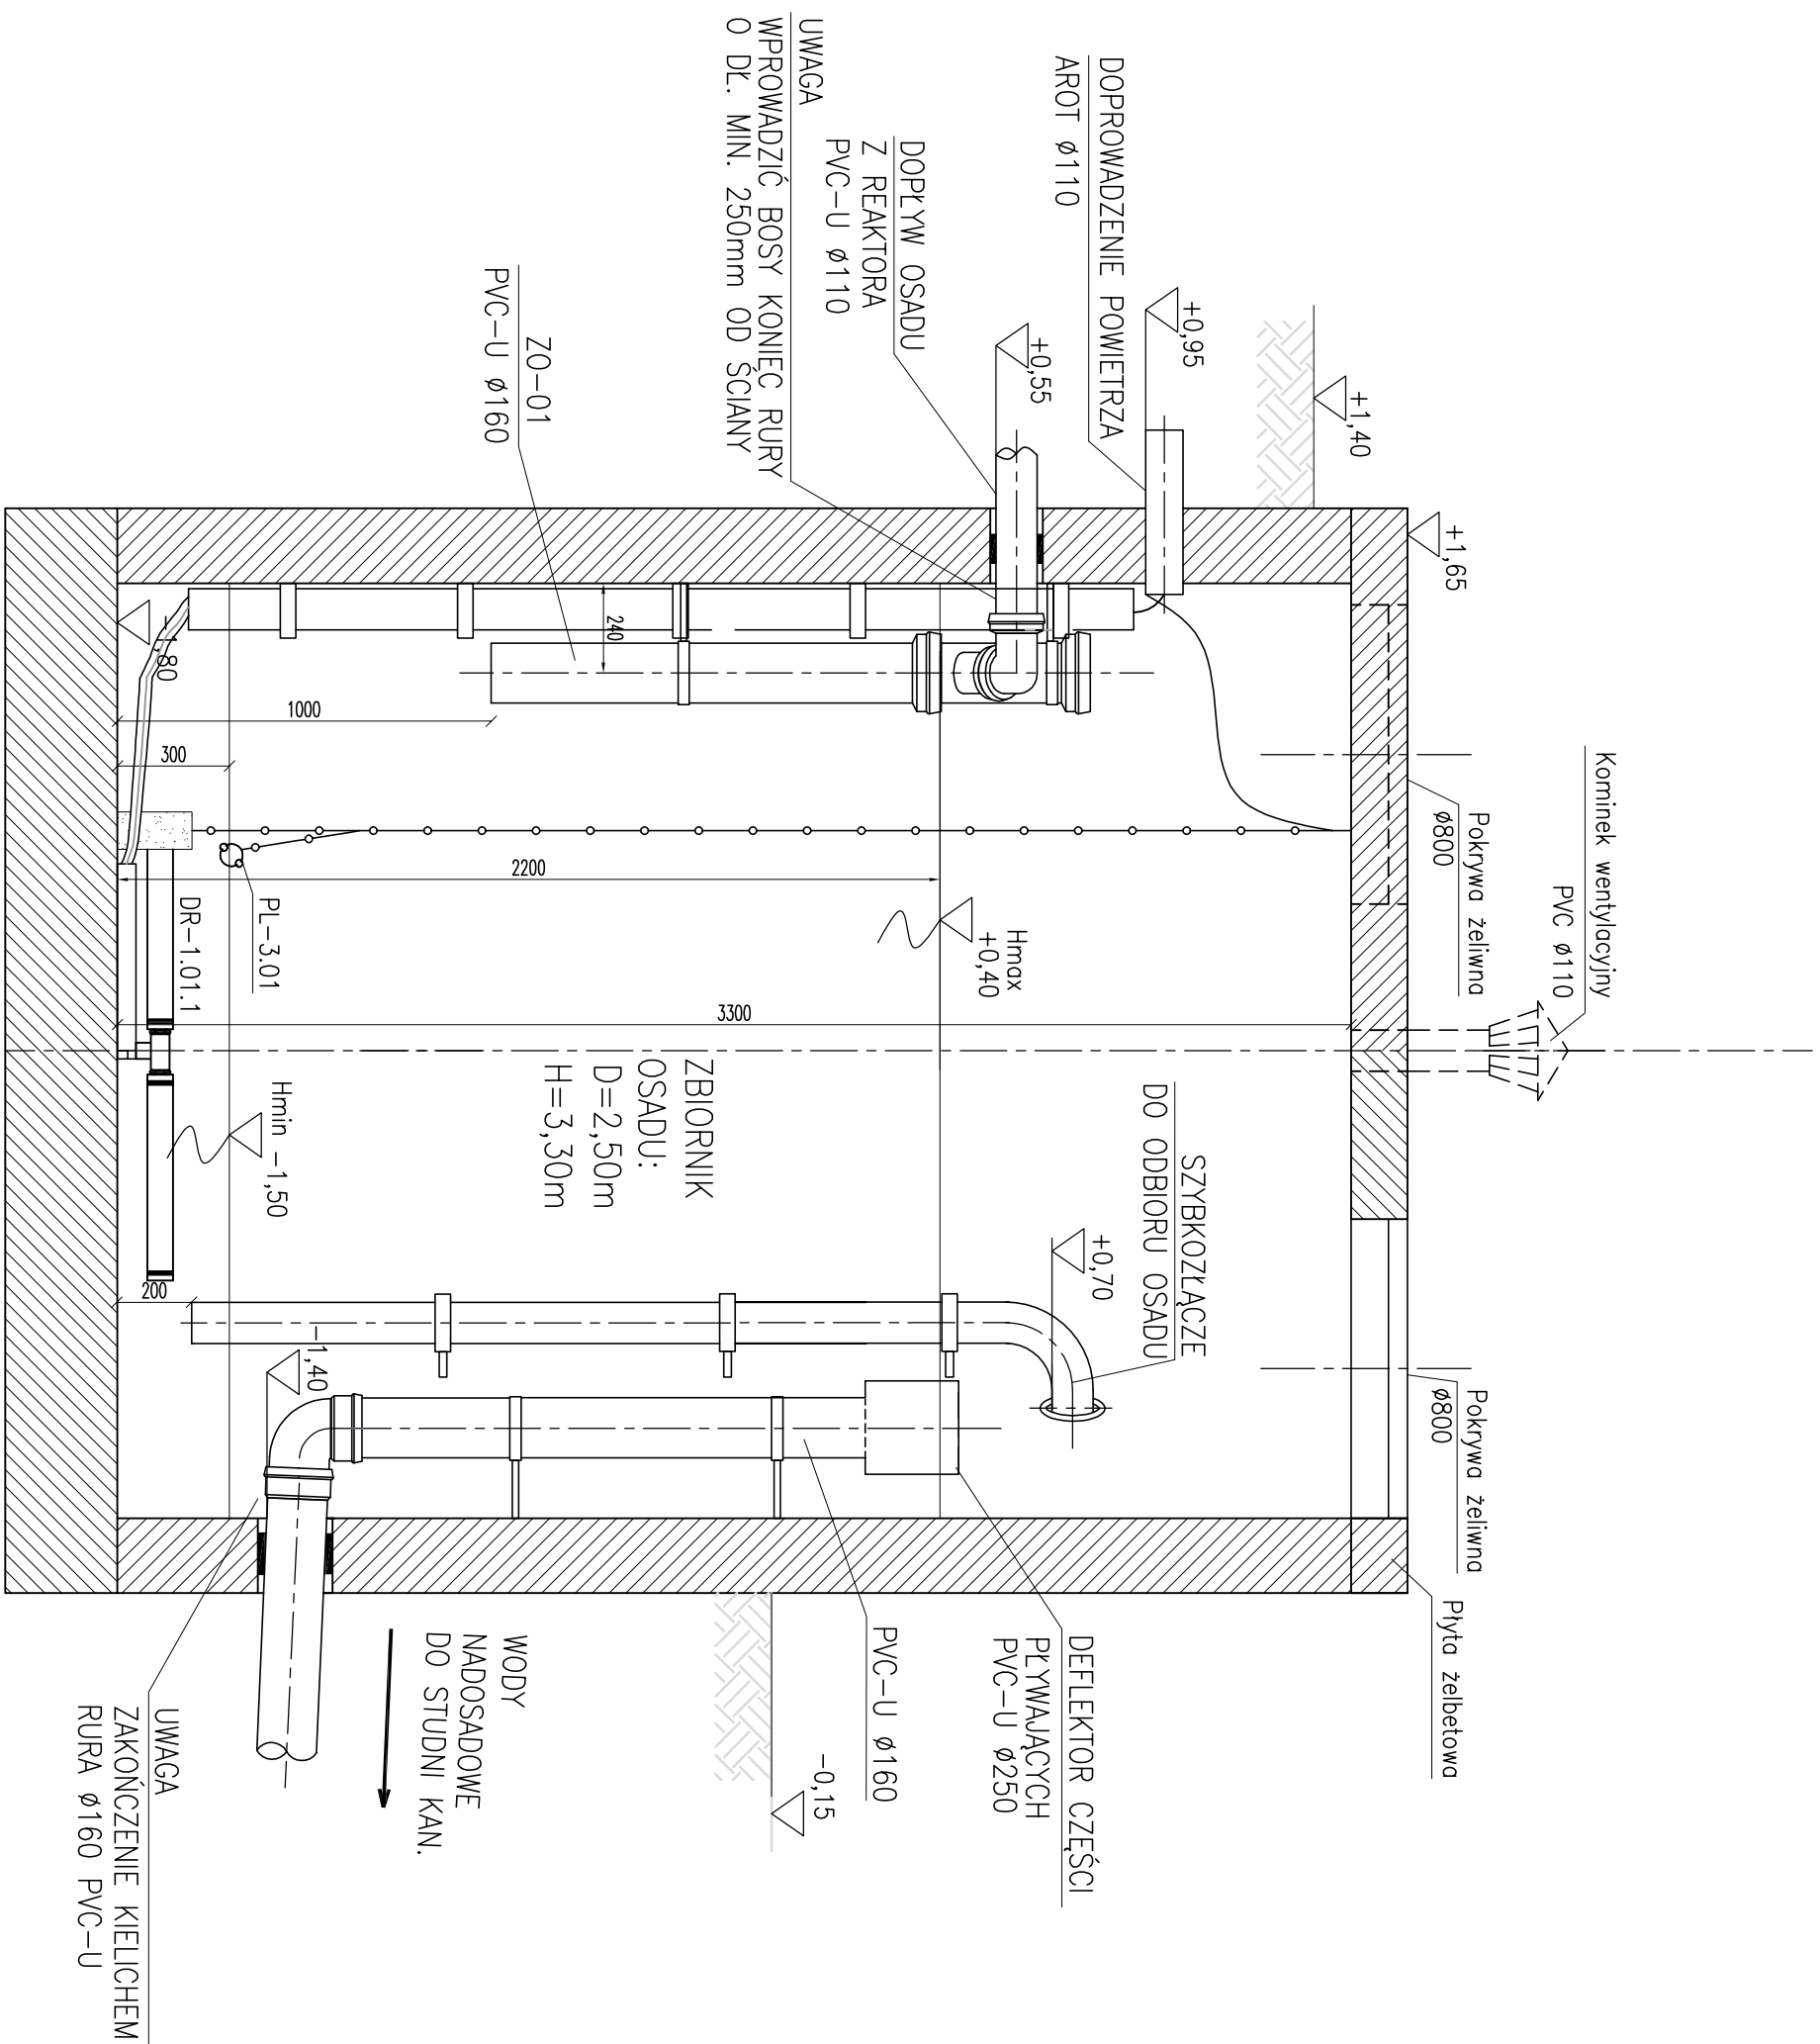 Kominek wentylacyjny
PVC ø110
Pokrywa żeliwna
ø800
Pokrywa żeliwna
ø800
Płyta żelbetowa
+1,65
+1,40
+0,95
DOPROWADZENIE POWIETRZA
AROT ø110
+0,55
DOPŁYW OSADU
Z REAKTORA
PVC-U ø110
UWAGA
WPROWADZIĆ BOSY KONIEC RURY
O DŁ. MIN. 250mm OD ŚCIANY
ZO-01
PVC-U ø160
240
1000
300
-1,80
2200
3300
Hmax
+0,40
PL-3.01
DR-1.01.1
Hmin -1,50
ZBIORNIK
OSADU:
D=2,50m
H=3,30m
SZYBKOZŁĄCZE
DO ODBIORU OSADU
+0,70
200
-1,40
DEFLEKTOR CZĘŚCI
PŁYWAJĄCYCH
PVC-U ø250
PVC-U ø160
-0,15
WODY
NADOSADOWE
DO STUDNI KAN.
UWAGA
ZAKOŃCZENIE KIELICHEM
RURA ø160 PVC-U